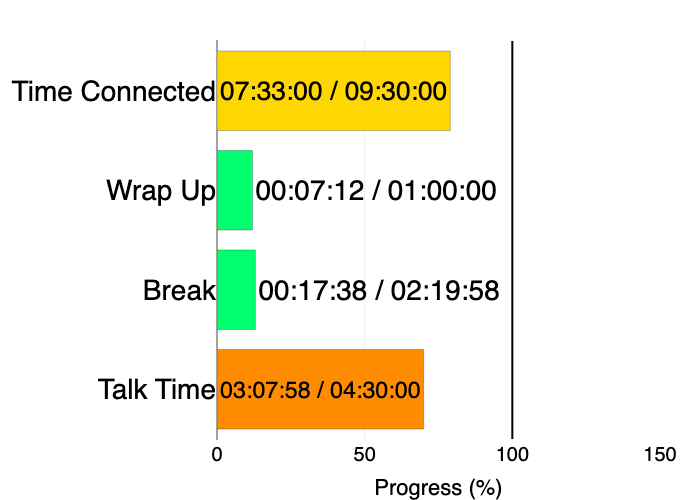 Time Connected 07:33:00 / 09:30:00
Wrap Up 00:07:12 / 01:00:00
Break 00:17:38 / 02:19:58
Talk Time 03:07:58 / 04:30:00
0 50 100 150
Progress (%)